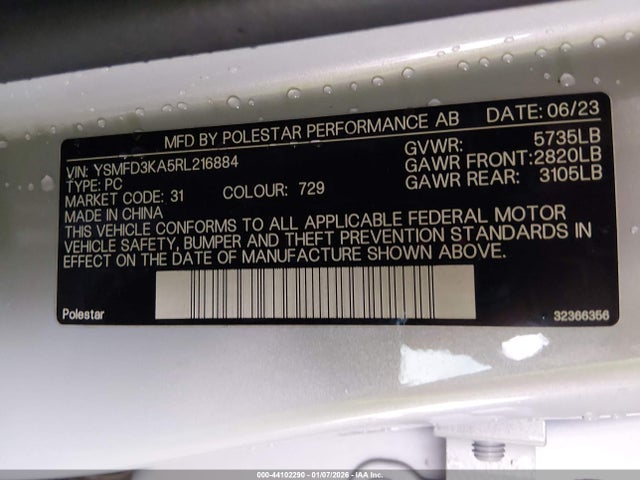 MFD BY POLESTAR PERFORMANCE AB DATE: 06/23
VIN: YSMFD3KA5RL216884 GVWR: 5735LB
TYPE: PC GAWR FRONT:2820LB
MARKET CODE: 31 COLOUR: 729 GAWR REAR: 3105LB
MADE IN CHINA
THIS VEHICLE CONFORMS TO ALL APPLICABLE FEDERAL MOTOR
VEHICLE SAFETY, BUMPER AND THEFT PREVENTION STANDARDS IN
EFFECT ON THE DATE OF MANUFACTURE SHOWN ABOVE.
Polestar 32366356
000-44102290 - 01/07/2026 - IAA Inc.